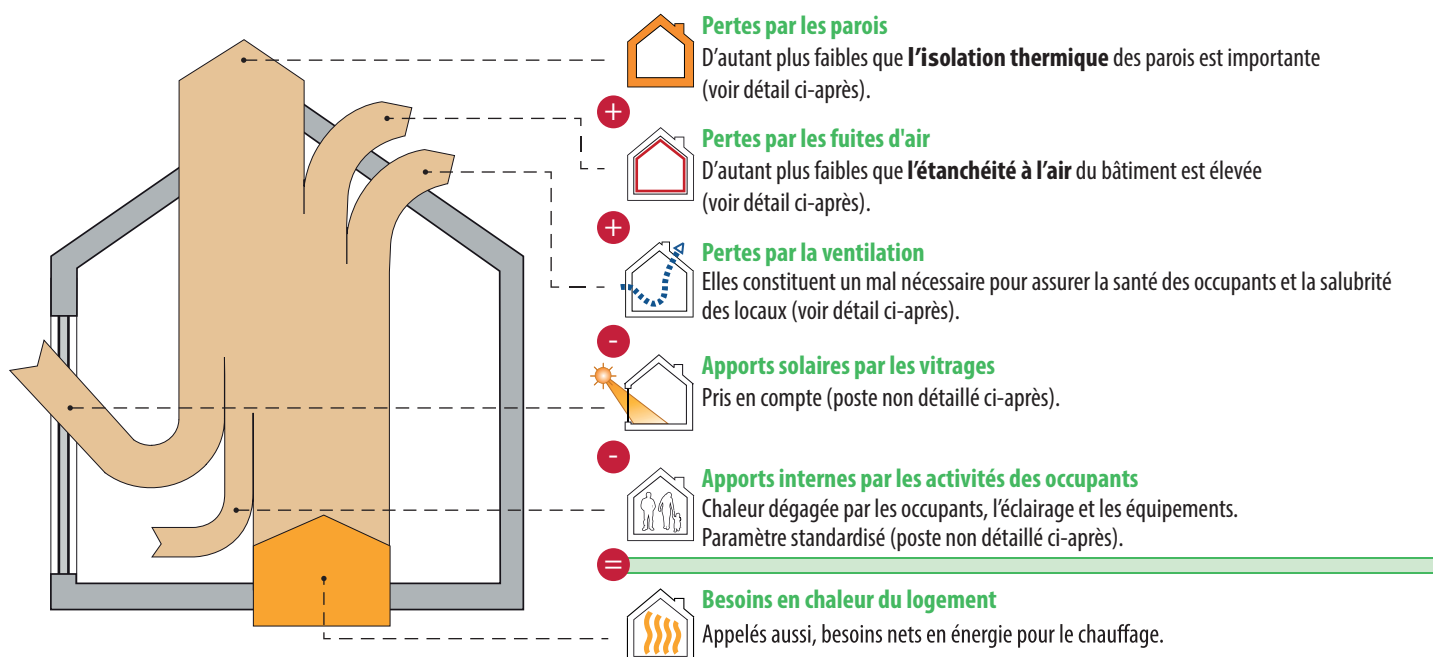 Pertes par les parois
D'autant plus faibles que l'isolation thermique des parois est importante
(voir détail ci-après).
+
Pertes par les fuites d'air
D'autant plus faibles que l'étanchéité à l'air du bâtiment est élevée
(voir détail ci-après).
+
Pertes par la ventilation
Elles constituent un mal nécessaire pour assurer la santé des occupants et la salubrité
des locaux (voir détail ci-après).
-
Apports solaires par les vitrages
Pris en compte (poste non détaillé ci-après).
-
Apports internes par les activités des occupants
Chaleur dégagée par les occupants, l'éclairage et les équipements.
Paramètre standardisé (poste non détaillé ci-après).
=
Besoins en chaleur du logement
Appelés aussi, besoins nets en énergie pour le chauffage.